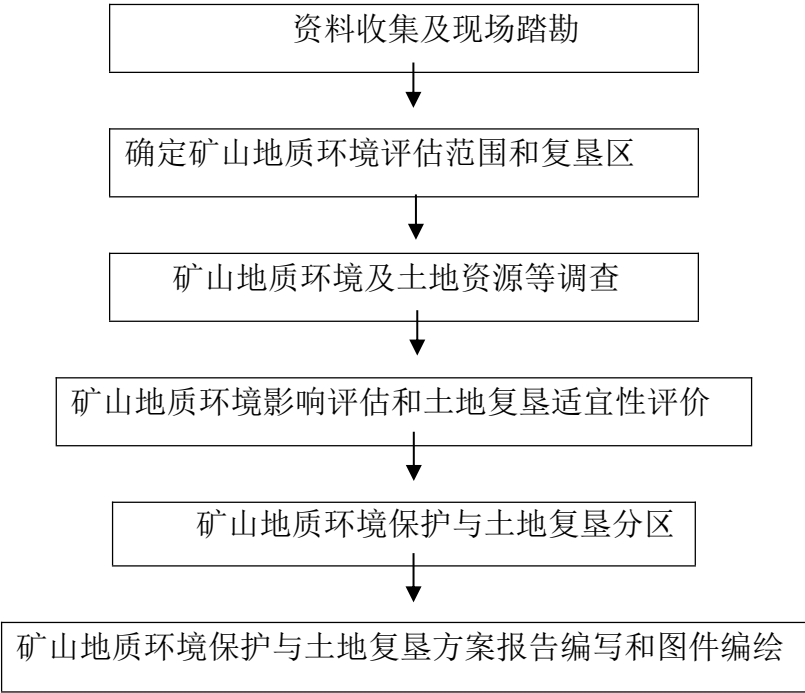 资料收集及现场踏勘
确定矿山地质环境评估范围和复垦区
矿山地质环境及土地资源等调查
矿山地质环境影响评估和土地复垦适宜性评价
矿山地质环境保护与土地复垦分区
矿山地质环境保护与土地复垦方案报告编写和图件编绘